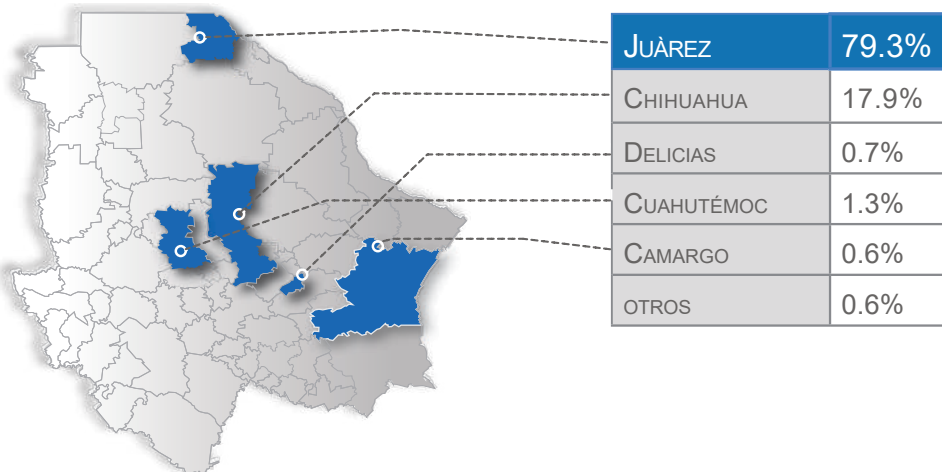 JUÀREZ 79.3%
CHIHUAHUA 17.9%
DELICIAS 0.7%
CUAHUTÉMOC 1.3%
CAMARGO 0.6%
OTROS 0.6%